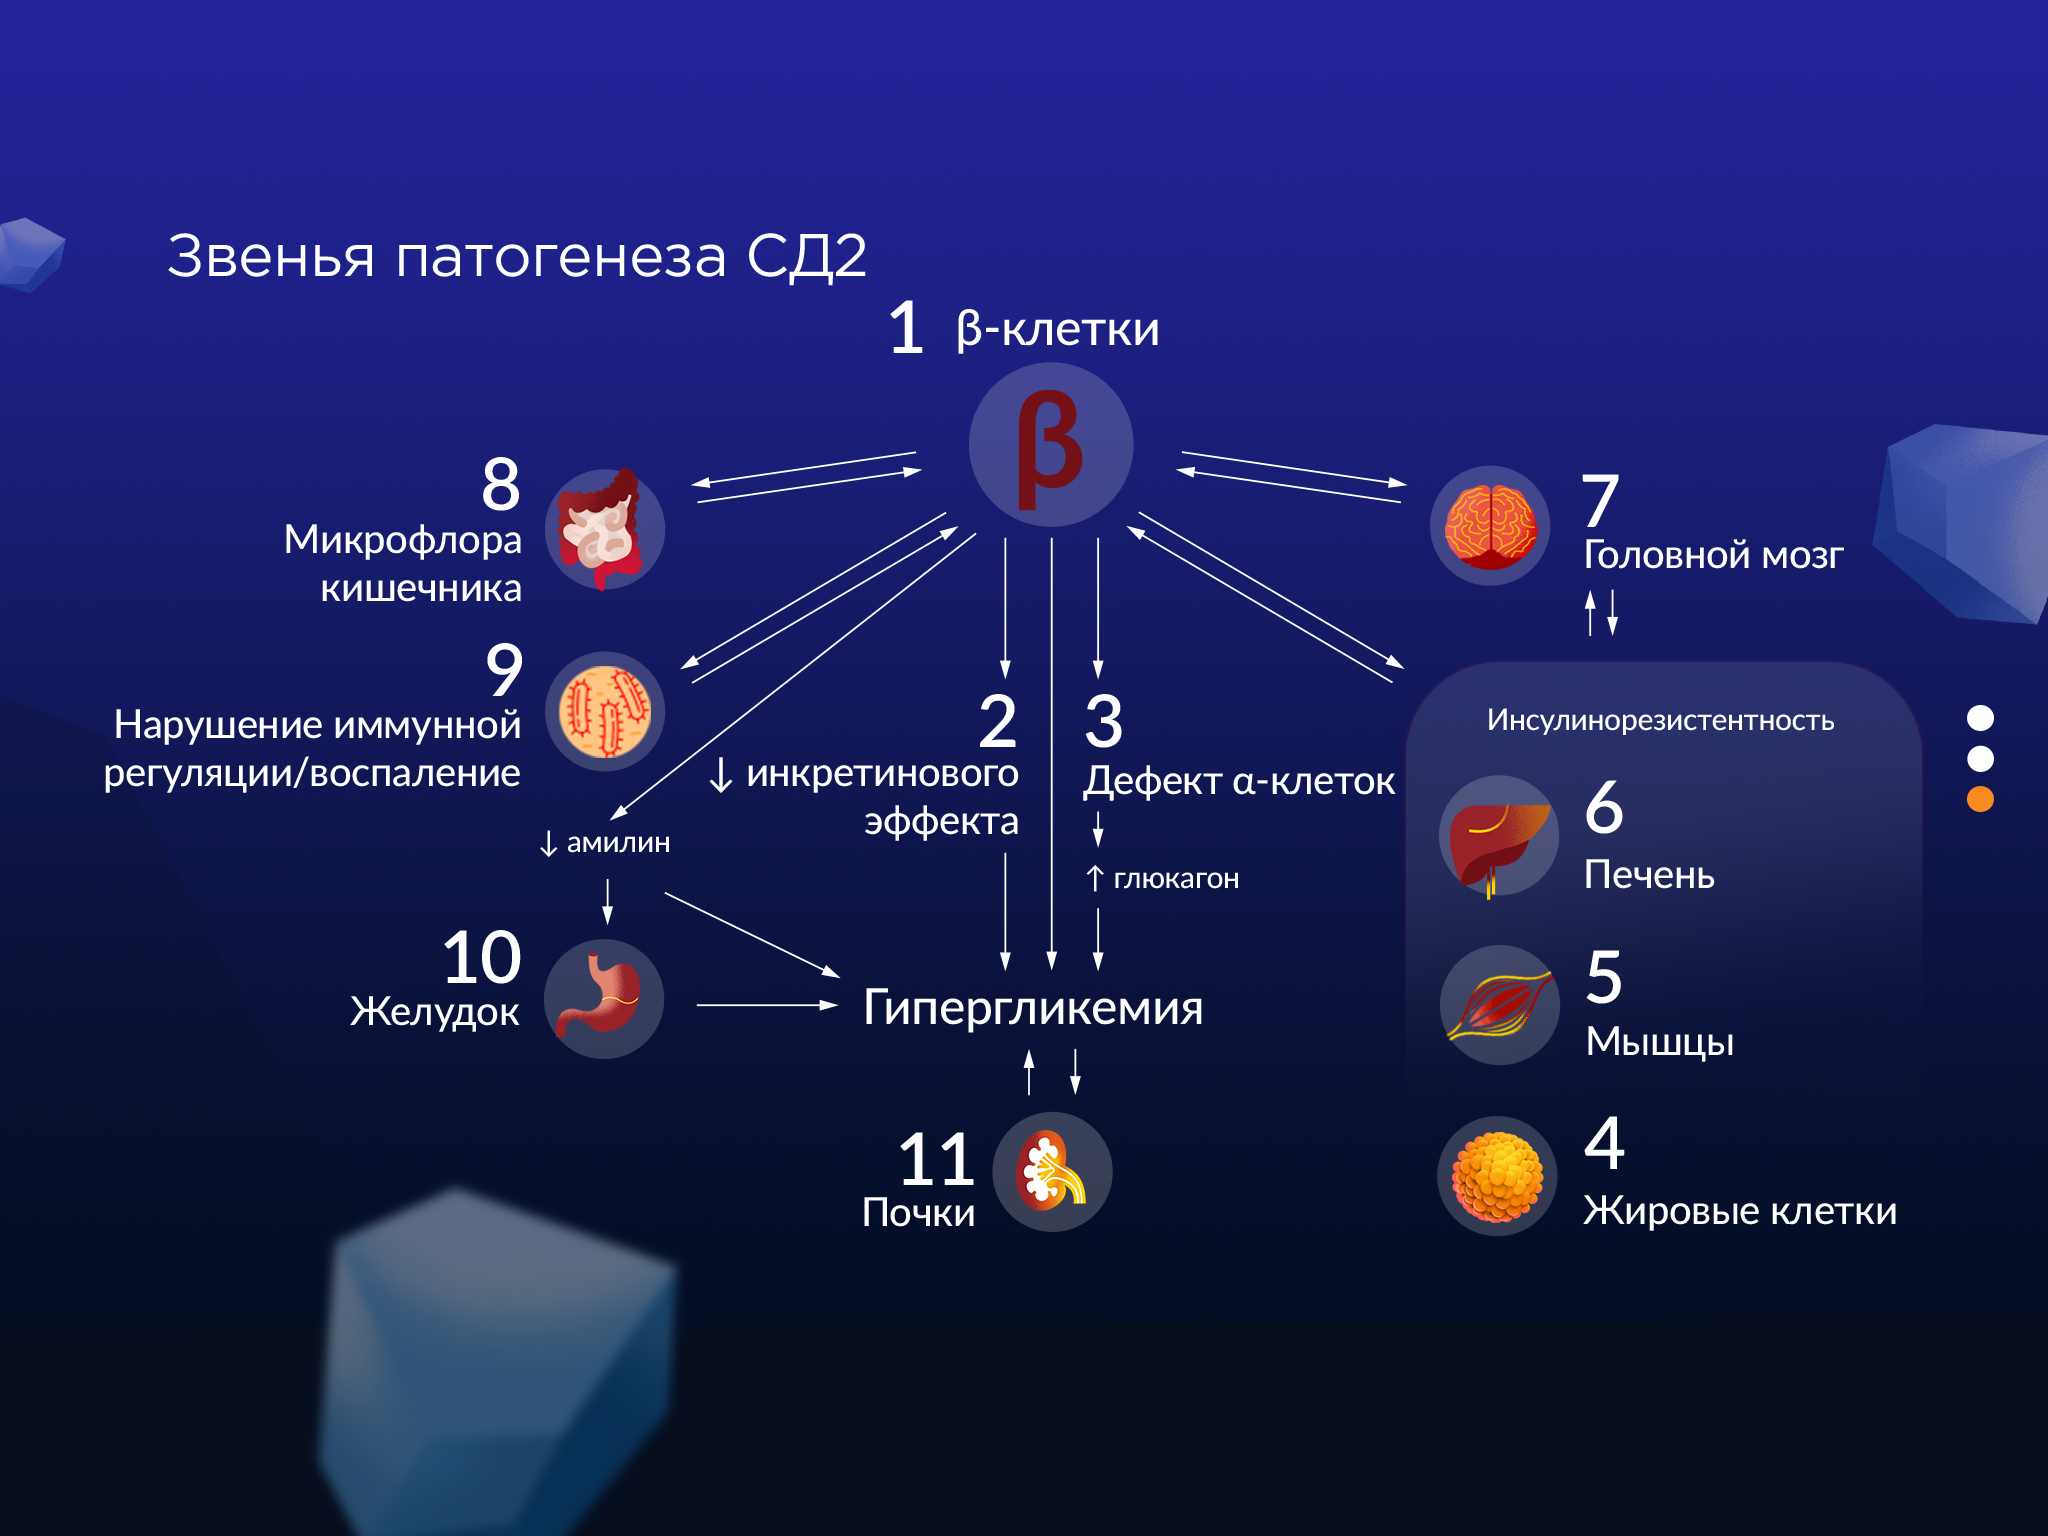 Звенья патогенеза СД2
1 β-клетки
β
8
Микрофлора
кишечника
7
Головной мозг
9
Нарушение иммунной
регуляции/воспаление
2
↓ инкретинового
эффекта
3
Дефект α-клеток
↑ глюкагон
Инсулинорезистентность
6
Печень
5
Мышцы
4
Жировые клетки
↓ амилин
10
Желудок
Гипергликемия
11
Почки